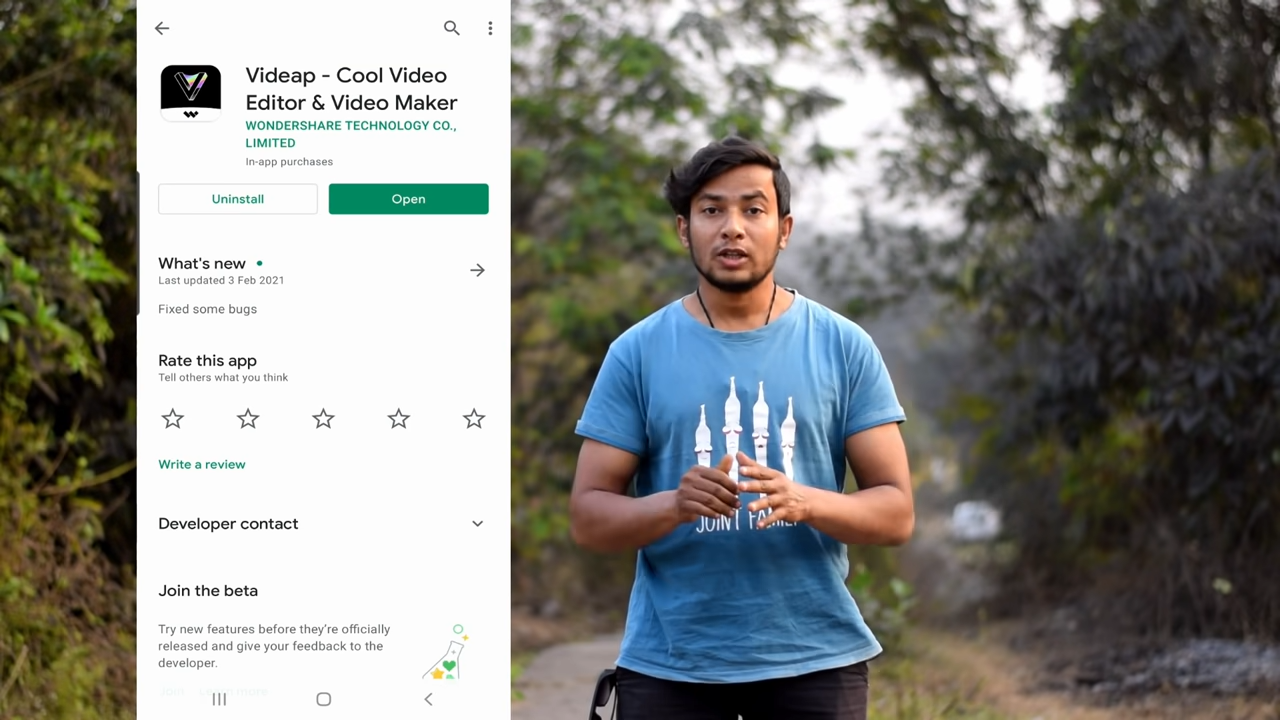 Videap - Cool Video
Editor & Video Maker
WONDERSHARE TECHNOLOGY CO.,
LIMITED
In-app purchases
Uninstall
Open
What's new
Last updated 3 Feb 2021
Fixed some bugs
Rate this app
Tell others what you think
Write a review
Developer contact
Join the beta
Try new features before they're officially
released and give your feedback to the
developer.
Join Learn more
JOINT FAMILY